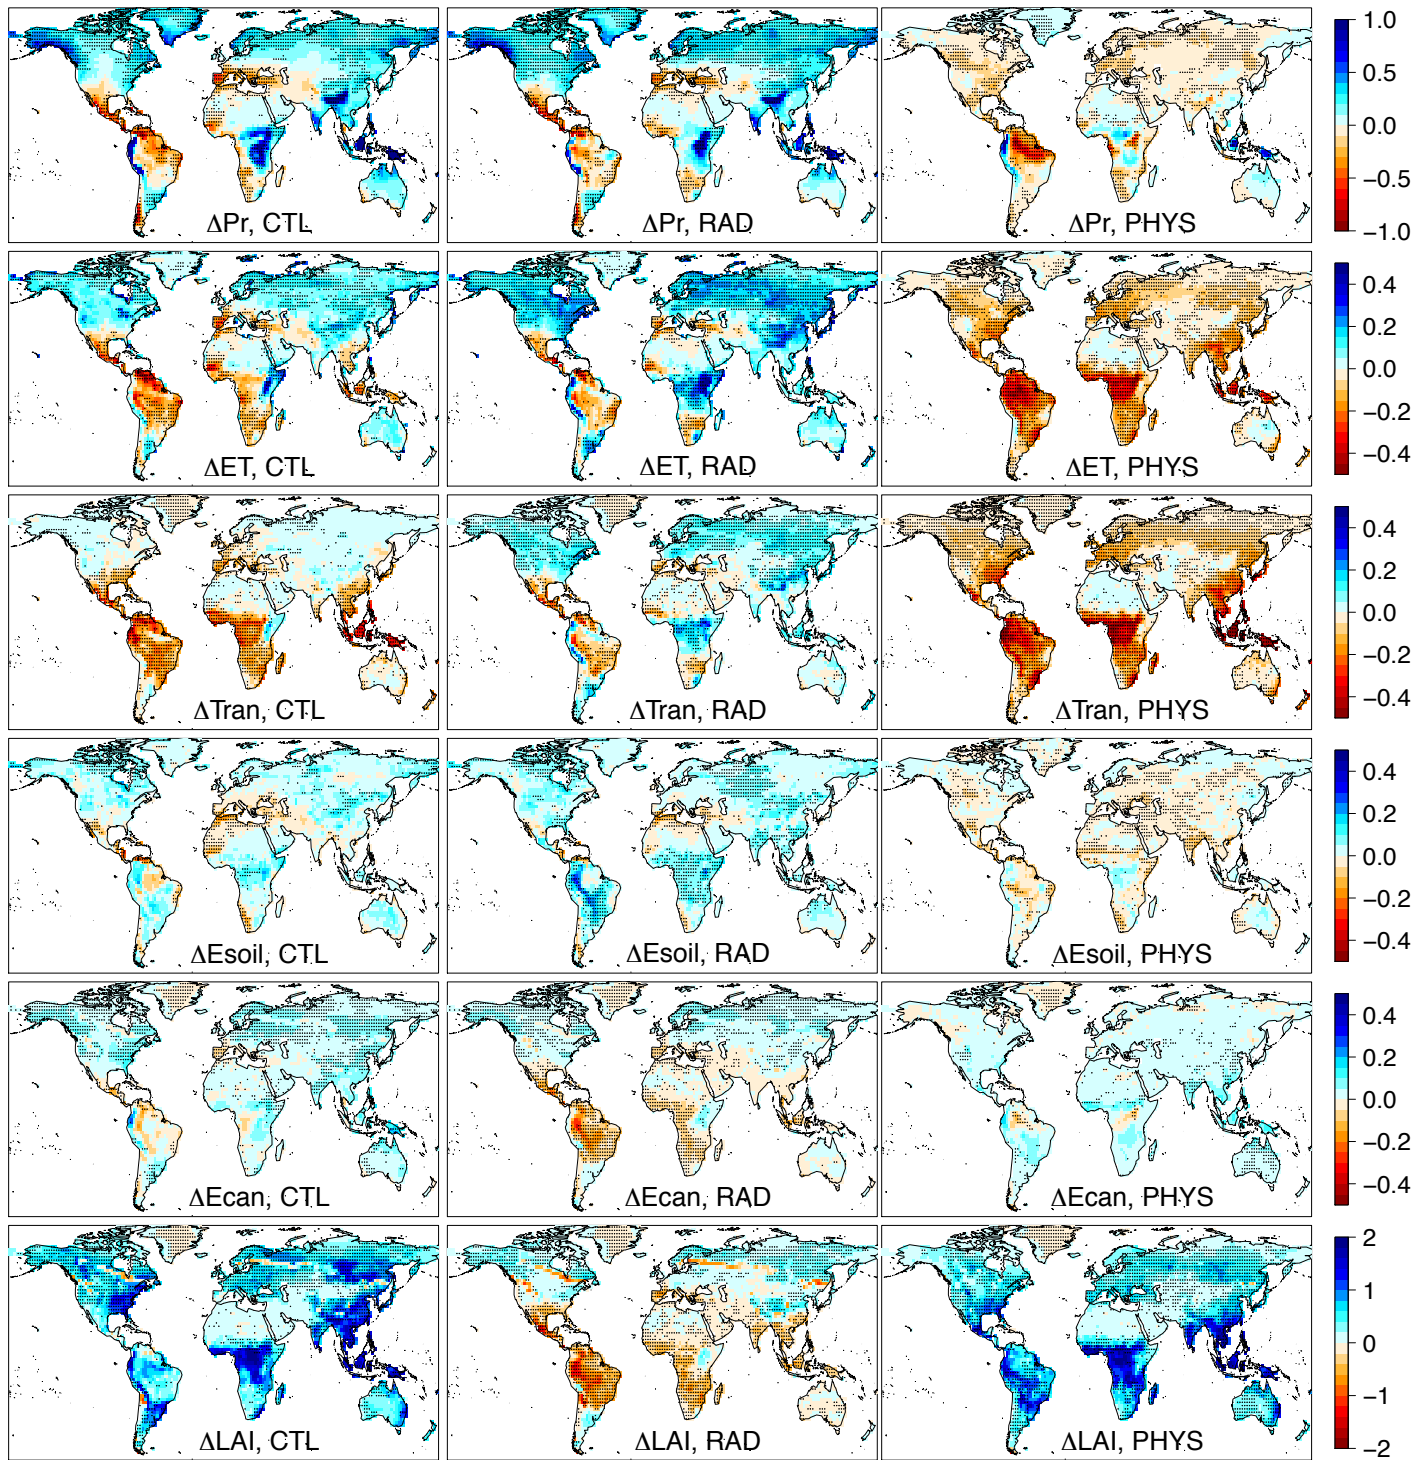 ΔPr, CTL
ΔPr, RAD
ΔPr, PHYS
1.0
0.5
0.0
−0.5
−1.0
ΔET, CTL
ΔET, RAD
ΔET, PHYS
0.4
0.2
0.0
−0.2
−0.4
ΔTran, CTL
ΔTran, RAD
ΔTran, PHYS
0.4
0.2
0.0
−0.2
−0.4
ΔEsoil, CTL
ΔEsoil, RAD
ΔEsoil, PHYS
0.4
0.2
0.0
−0.2
−0.4
ΔEcan, CTL
ΔEcan, RAD
ΔEcan, PHYS
0.4
0.2
0.0
−0.2
−0.4
ΔLAI, CTL
ΔLAI, RAD
ΔLAI, PHYS
2
1
0
−1
−2